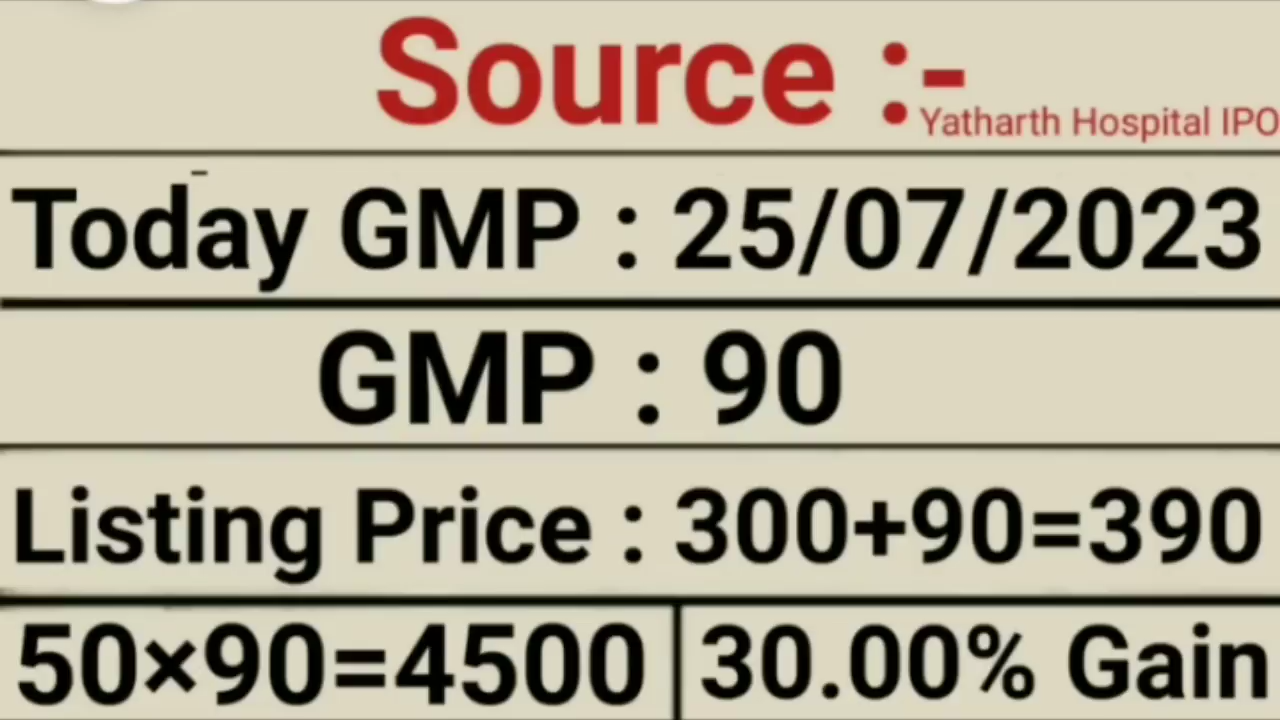 Source :-
Yatharth Hospital IPO
Today GMP : 25/07/2023
GMP : 90
Listing Price : 300+90=390
50×90=4500
30.00% Gain